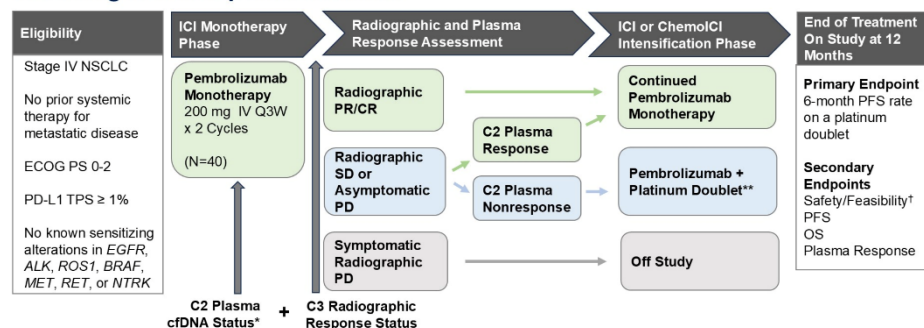 Eligibility
Stage IV NSCLC
No prior systemic
therapy for
metastatic disease
ECOG PS 0-2
PD-L1 TPS ≥ 1%
No known sensitizing
alterations in EGFR,
ALK, ROS1, BRAF,
MET, RET, or NTRK
ICI Monotherapy
Phase
Pembrolizumab
Monotherapy
200 mg IV Q3W
x 2 Cycles
(N=40)
C2 Plasma
cfDNA Status*
+
C3 Radiographic
Response Status
Radiographic and Plasma
Response Assessment
Radiographic
PR/CR
Radiographic
SD or
Asymptomatic
PD
C2 Plasma
Response
C2 Plasma
Nonresponse
Symptomatic
Radiographic
PD
ICI or ChemoICI
Intensification Phase
Continued
Pembrolizumab
Monotherapy
Pembrolizumab +
Platinum Doublet**
Off Study
End of Treatment
On Study at 12
Months
Primary Endpoint
6-month PFS rate
on a platinum
doublet
Secondary
Endpoints
Safety/Feasibility†
PFS
OS
Plasma Response